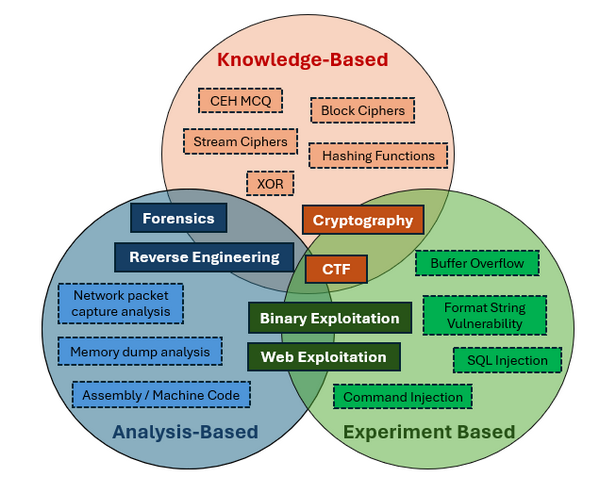 Knowledge-Based
CEH MCQ
Block Ciphers
Stream Ciphers
Hashing Functions
XOR
Forensics
Cryptography
Reverse Engineering
CTF
Buffer Overflow
Network packet
capture analysis
Format String
Vulnerability
Binary Exploitation
Memory dump analysis
Web Exploitation
SQL Injection
Assembly / Machine Code
Command Injection
Analysis-Based
Experiment Based